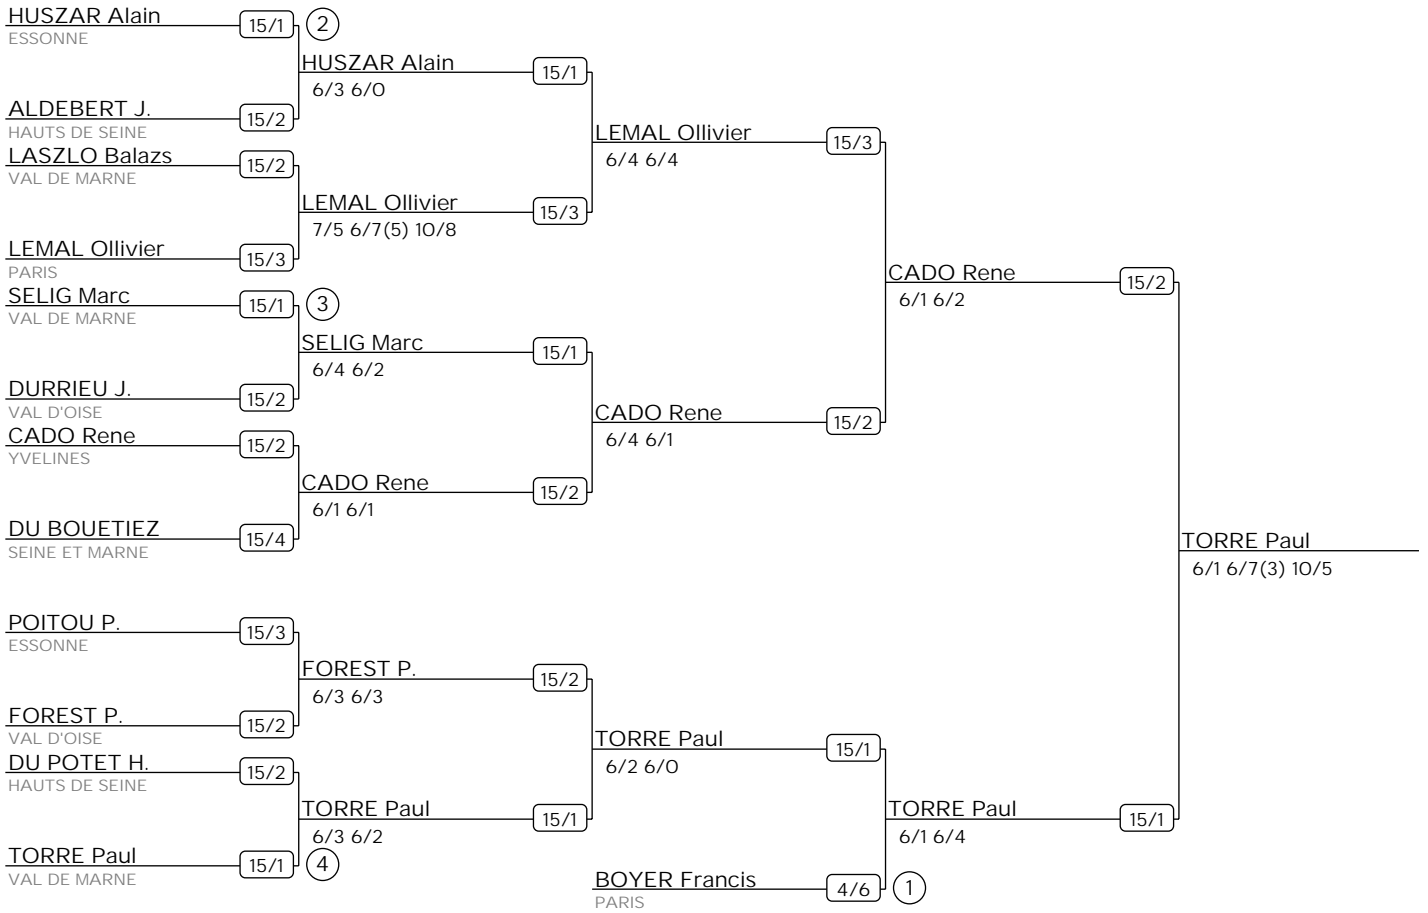 HUSZAR Alain
15/1
2
ESSONNE
HUSZAR Alain
15/1
6/3 6/0
ALDEBERT J.
15/2
HAUTS DE SEINE
LEMAL Ollivier
15/3
6/4 6/4
LASZLO Balazs
15/2
VAL DE MARNE
LEMAL Ollivier
15/3
7/5 6/7(5) 10/8
LEMAL Ollivier
15/3
PARIS
CADO Rene
15/2
6/1 6/2
SELIG Marc
15/1
3
VAL DE MARNE
SELIG Marc
15/1
6/4 6/2
DURRIEU J.
15/2
VAL D'OISE
CADO Rene
15/2
6/4 6/1
CADO Rene
15/2
YVELINES
CADO Rene
15/2
6/1 6/1
DU BOUETIEZ
15/4
SEINE ET MARNE
TORRE Paul
6/1 6/7(3) 10/5
POITOU P.
15/3
ESSONNE
FOREST P.
15/2
6/3 6/3
FOREST P.
15/2
VAL D'OISE
TORRE Paul
15/1
6/2 6/0
DU POTET H.
15/2
HAUTS DE SEINE
TORRE Paul
15/1
6/3 6/2
TORRE Paul
15/1
6/1 6/4
TORRE Paul
15/1
4
VAL DE MARNE
BOYER Francis
4/6
1
PARIS